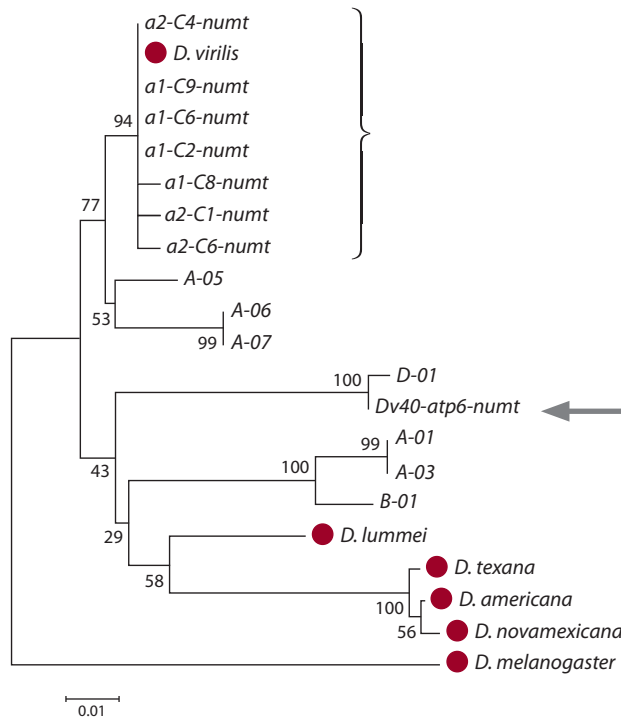 a2-C4-numt
D. virilis
a1-C9-numt
94
a1-C6-numt
a1-C2-numt
a1-C8-numt
77
a2-C1-numt
a2-C6-numt
A-05
53
A-06
99
A-07
100
D-01
Dv40-atp6-numt
99
A-01
43
100
A-03
B-01
29
D. lummei
58
D. texana
100
D. americana
56
D. novamexicana
D. melanogaster
0.01